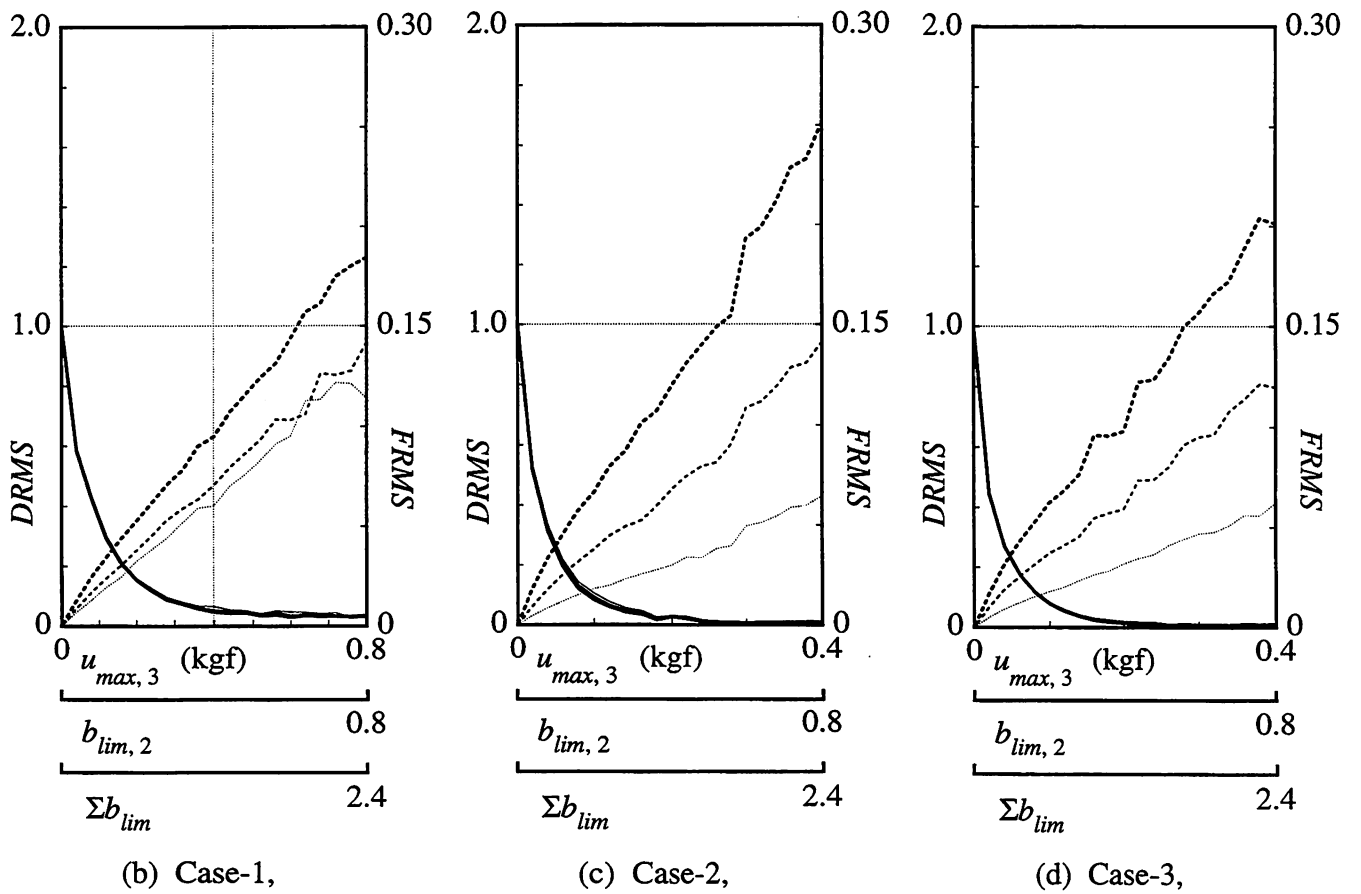 2.0
0.30
1.0
0.15
DRMS
FRMS
0
0
0
u max, 3
(kgf)
0.8
b lim, 2
0.8
Σb lim
2.4
(b) Case-1,
2.0
0.30
1.0
0.15
DRMS
FRMS
0
0
0
u max, 3
(kgf)
0.4
b lim, 2
0.8
Σb lim
2.4
(c) Case-2,
2.0
0.30
1.0
0.15
DRMS
FRMS
0
0
0
u max, 3
(kgf)
0.4
b lim, 2
0.8
Σb lim
2.4
(d) Case-3,